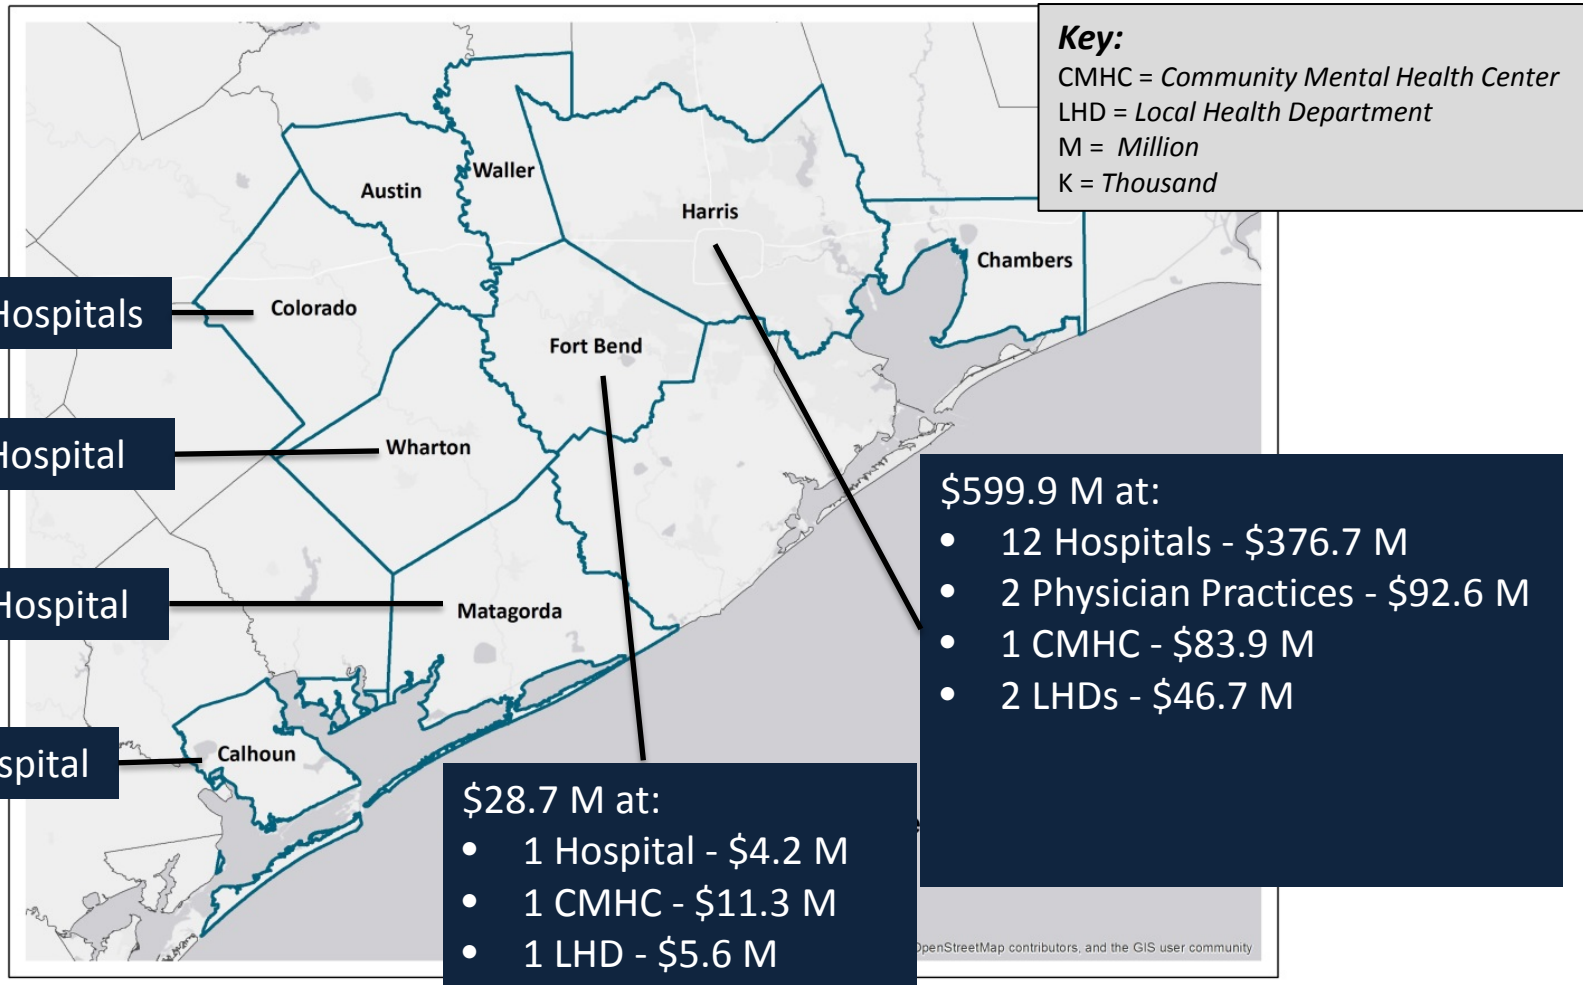 Key:
CMHC = Community Mental Health Center
LHD = Local Health Department
M = Million
K = Thousand
Waller
Austin
Harris
Chambers
Hospitals
Colorado
Fort Bend
Hospital
Wharton
$599.9 M at:
• 12 Hospitals - $376.7 M
• 2 Physician Practices - $92.6 M
• 1 CMHC - $83.9 M
• 2 LHDs - $46.7 M
Hospital
Matagorda
Calhoun
$28.7 M at:
• 1 Hospital - $4.2 M
• 1 CMHC - $11.3 M
• 1 LHD - $5.6 M
OpenStreetMap contributors, and the GIS user community